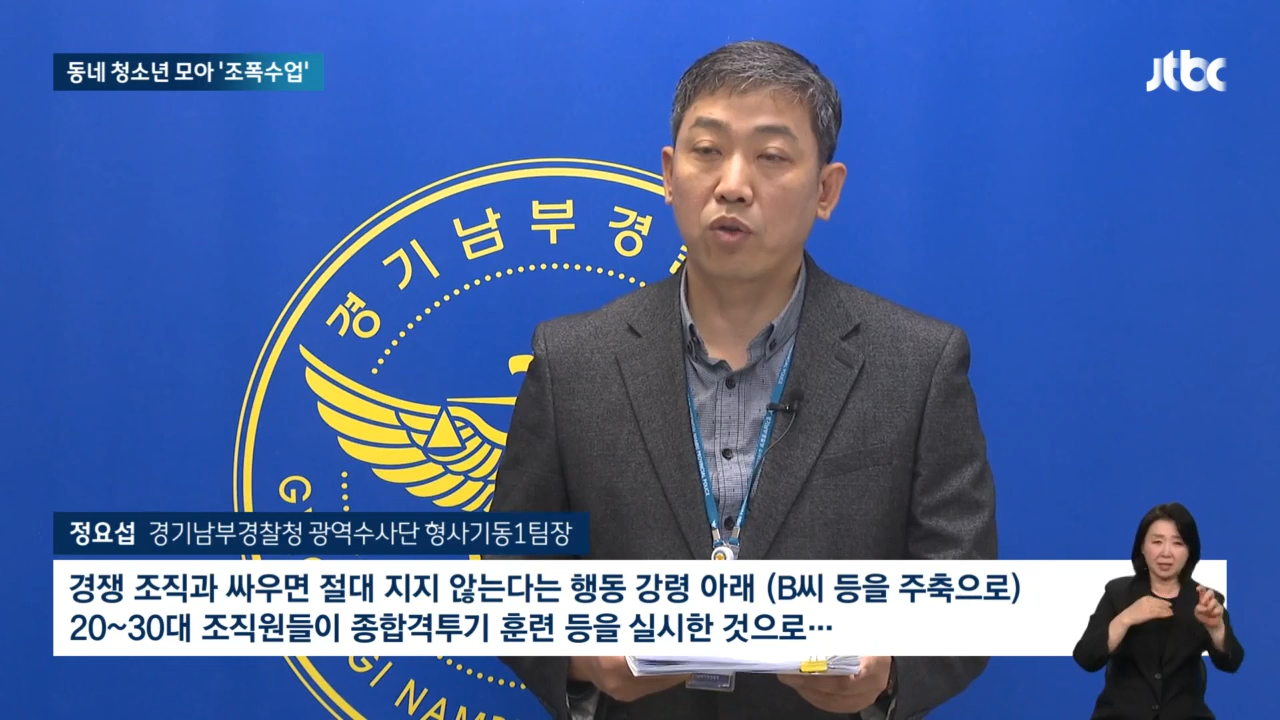 동네 청소년 모아 '조폭수업'
jtbc
경기남부경
정요섭 경기남부경찰청 광역수사단 형사기동1팀장
경쟁 조직과 싸우면 절대 지지 않는다는 행동 강령 아래 (B씨 등을 주축으로)
20~30대 조직원들이 종합격투기 훈련 등을 실시한 것으로…
GI NAMB